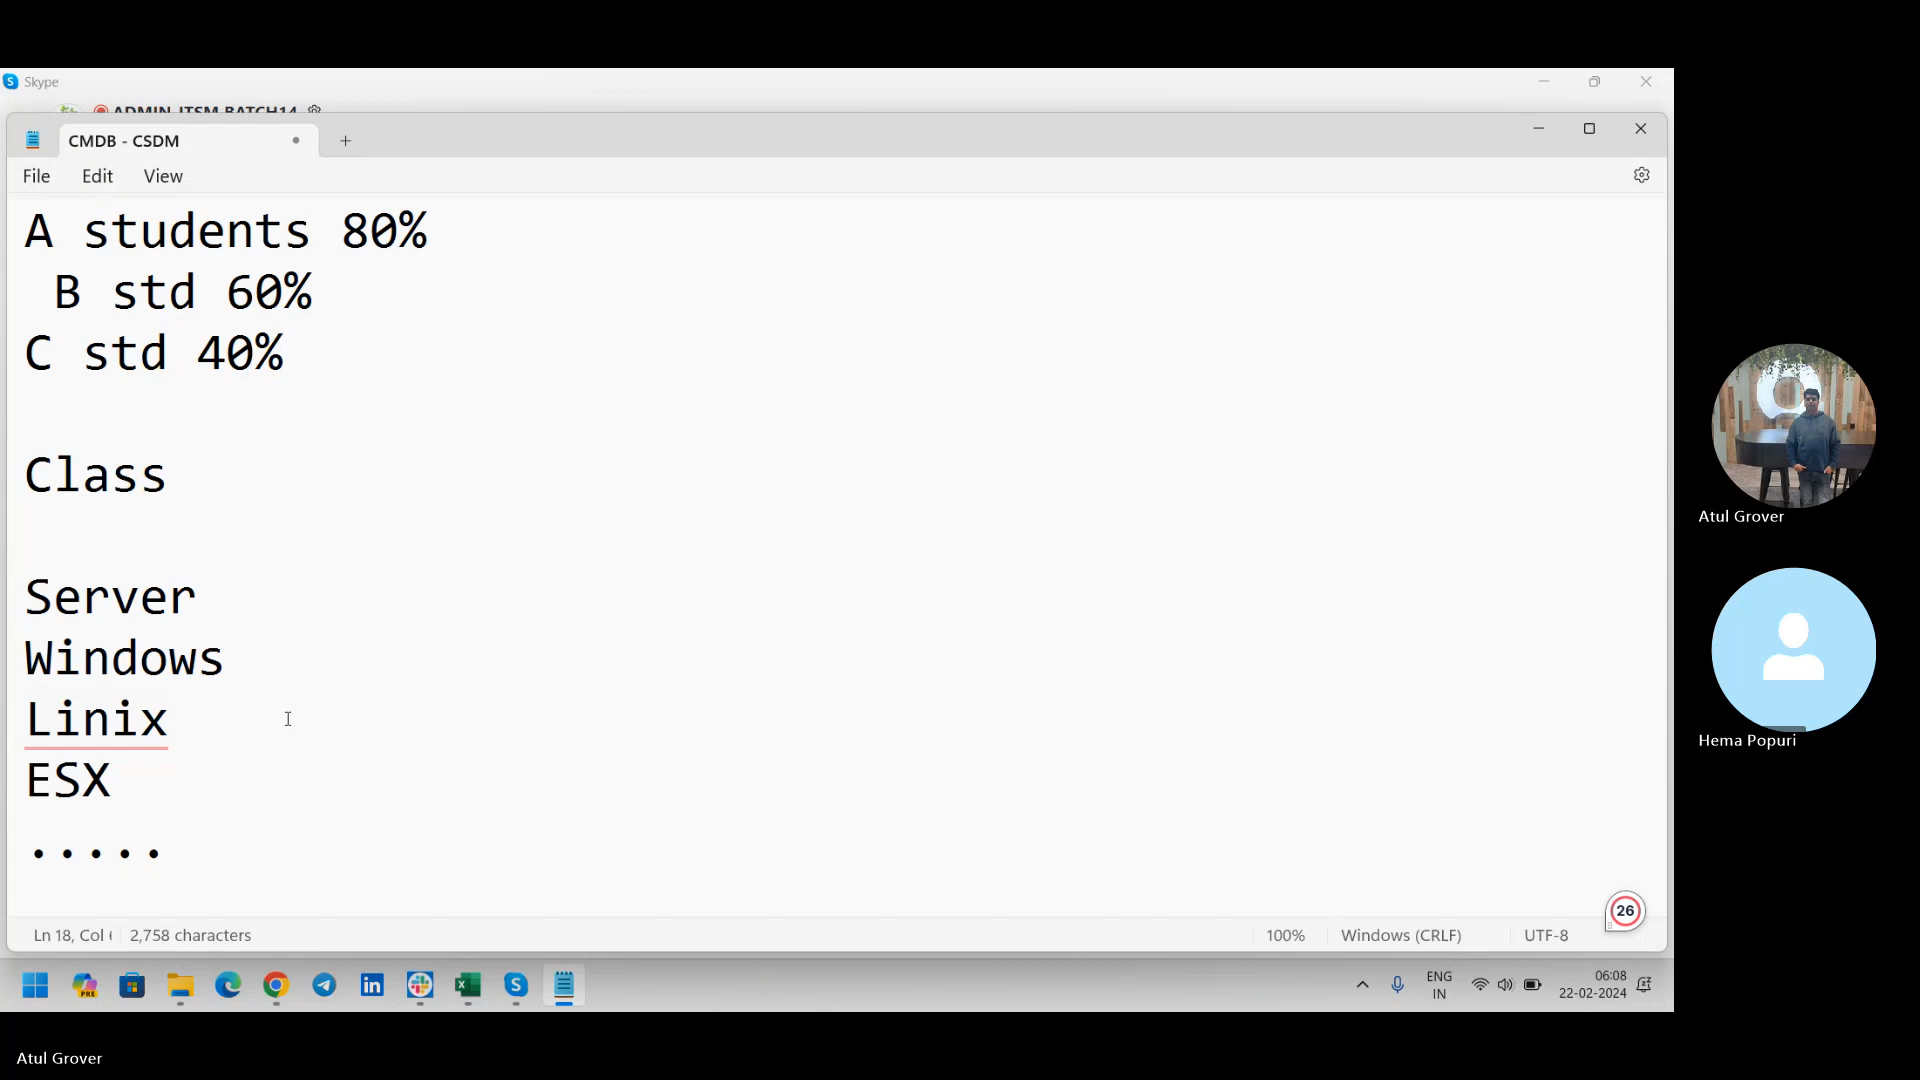 Skype
ADMIN_ITSM_BATCH14
CMDB - CSDM
File Edit View
A students 80%
B std 60%
C std 40%
Class
Server
Windows
Linix
ESX
.....
26
Ln 18, Col
2,758 characters
100%
Windows (CRLF)
UTF-8
PRE
ENG
IN
06:08
22-02-2024
Atul Grover
Hema Popuri
Atul Grover